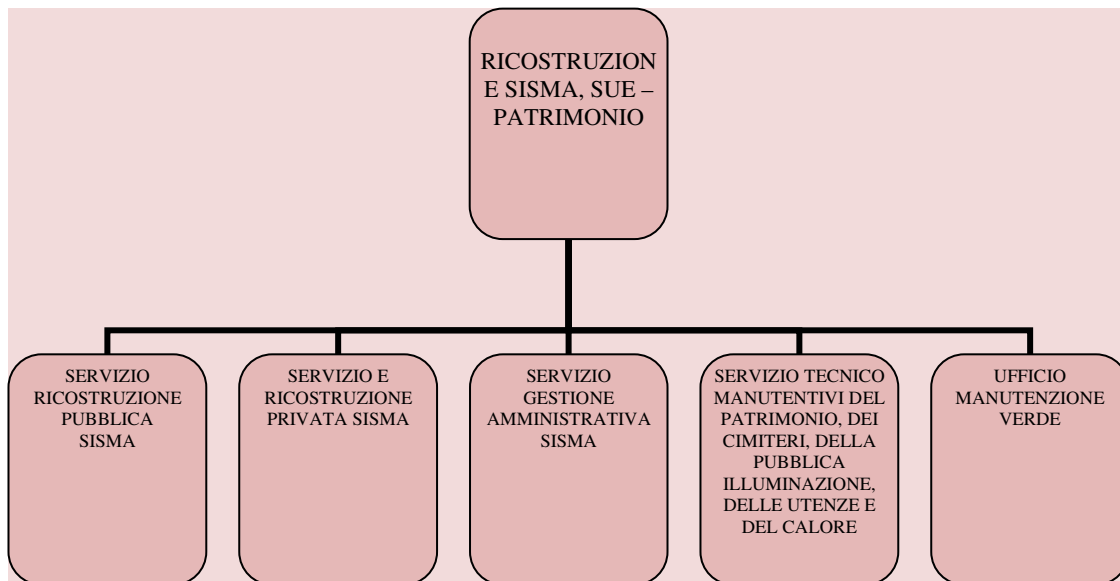 RICOSTRUZION
E SISMA, SUE –
PATRIMONIO
SERVIZIO
RICOSTRUZIONE
PUBBLICA
SISMA
SERVIZIO E
RICOSTRUZIONE
PRIVATA SISMA
SERVIZIO
GESTIONE
AMMINISTRATIVA
SISMA
SERVIZIO TECNICO
MANUTENTIVI DEL
PATRIMONIO, DEI
CIMITERI, DELLA
PUBBLICA
ILLUMINAZIONE,
DELLE UTENZE E
DEL CALORE
UFFICIO
MANUTENZIONE
VERDE